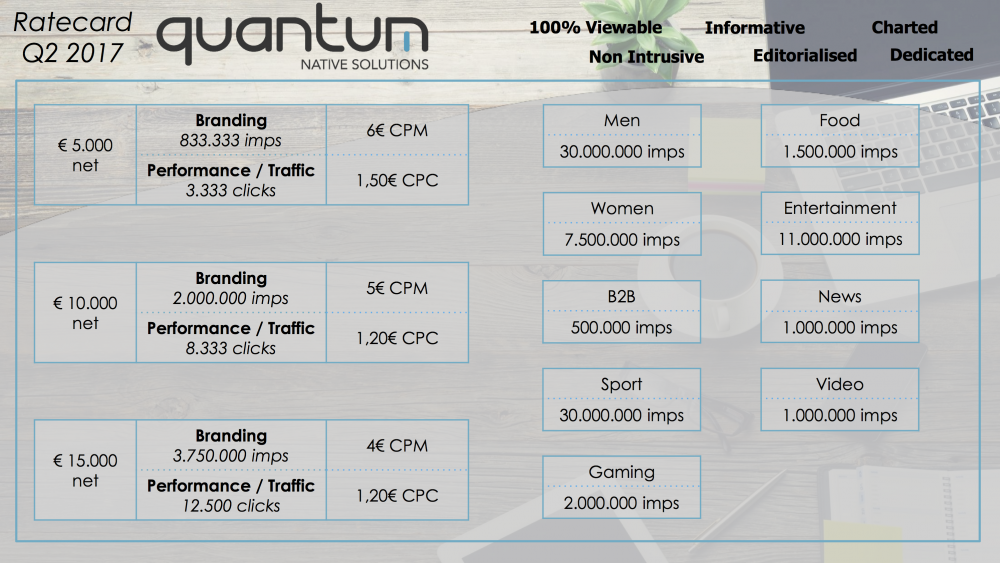 Ratecard
Q2 2017
quantum
NATIVE SOLUTIONS
100% Viewable
Informative
Charted
Non Intrusive
Editorialised
Dedicated
€ 5.000
net
Branding
833.333 imps
6€ CPM
Performance / Traffic
3.333 clicks
1,50€ CPC
€ 10.000
net
Branding
2.000.000 imps
5€ CPM
Performance / Traffic
8.333 clicks
1,20€ CPC
€ 15.000
net
Branding
3.750.000 imps
4€ CPM
Performance / Traffic
12.500 clicks
1,20€ CPC
Men
30.000.000 imps
Food
1.500.000 imps
Women
7.500.000 imps
Entertainment
11.000.000 imps
B2B
500.000 imps
News
1.000.000 imps
Sport
30.000.000 imps
Video
1.000.000 imps
Gaming
2.000.000 imps